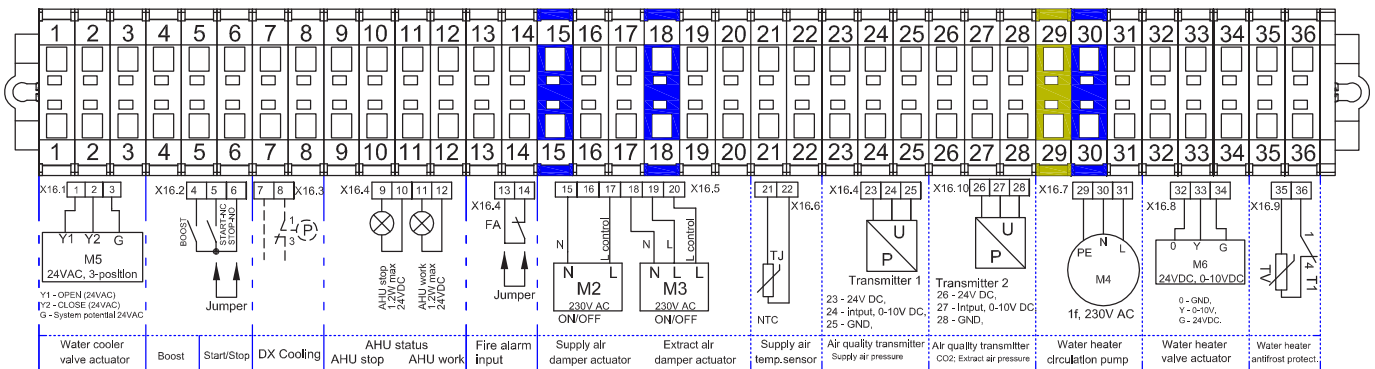 1 2 3 4 5 6 7 8 9 10 11 12 13 14 15 16 17 18 19 20 21 22 23 24 25 26 27 28 29 30 31 32 33 34 35 36
1 2 3 4 5 6 7 8 9 10 11 12 13 14 15 16 17 18 19 20 21 22 23 24 25 26 27 28 29 30 31 32 33 34 35 36
X16.1 1 2 3
Y1 Y2 G
M5
24VAC, 3-position
Y1 - OPEN (24VAC)
Y2 - CLOSE (24VAC)
G - System potential 24VAC
Water cooler
valve actuator
X16.2 4 5 6
BOOST
START-NC
STOP-NO
Jumper
Boost
Start/Stop
7 8 X16.3
1
3
P
DX Cooling
X16.4 9 10 11 12
AHU stop
1.2W max
24VDC
AHU work
1.2W max
24VDC
AHU status
AHU stop AHU work
13 14
X16.4
FA
Jumper
Fire alarm
input
15 16 17 18 19 20 X16.5
N L control N L L control
N L
M2
230V AC
ON/OFF
N L
M3
230V AC
ON/OFF
Supply air
damper actuator
Extract air
damper actuator
21 22
X16.6
TJ
NTC
Supply air
temp.sensor
X16.4 23 24 25
U
P
Transmitter 1
23 - 24V DC,
24 - intput, 0-10V DC,
25 - GND,
Air quality transmitter
Supply air pressure
X16.10 26 27 28
U
P
Transmitter 2
26 - 24V DC,
27 - Intput, 0-10V DC,
28 - GND,
Air quality transmitter
CO2; Extract air pressure
X16.7 29 30 31
PE N L
M4
1f, 230V AC
Water heater
circulation pump
32 33 34
X16.8
0 Y G
M6
24VDC, 0-10VDC
0 - GND,
Y - 0-10V,
G - 24VDC.
Water heater
valve actuator
35 36
X16.9
TV
1
4
T1
Water heater
antifrost protect.